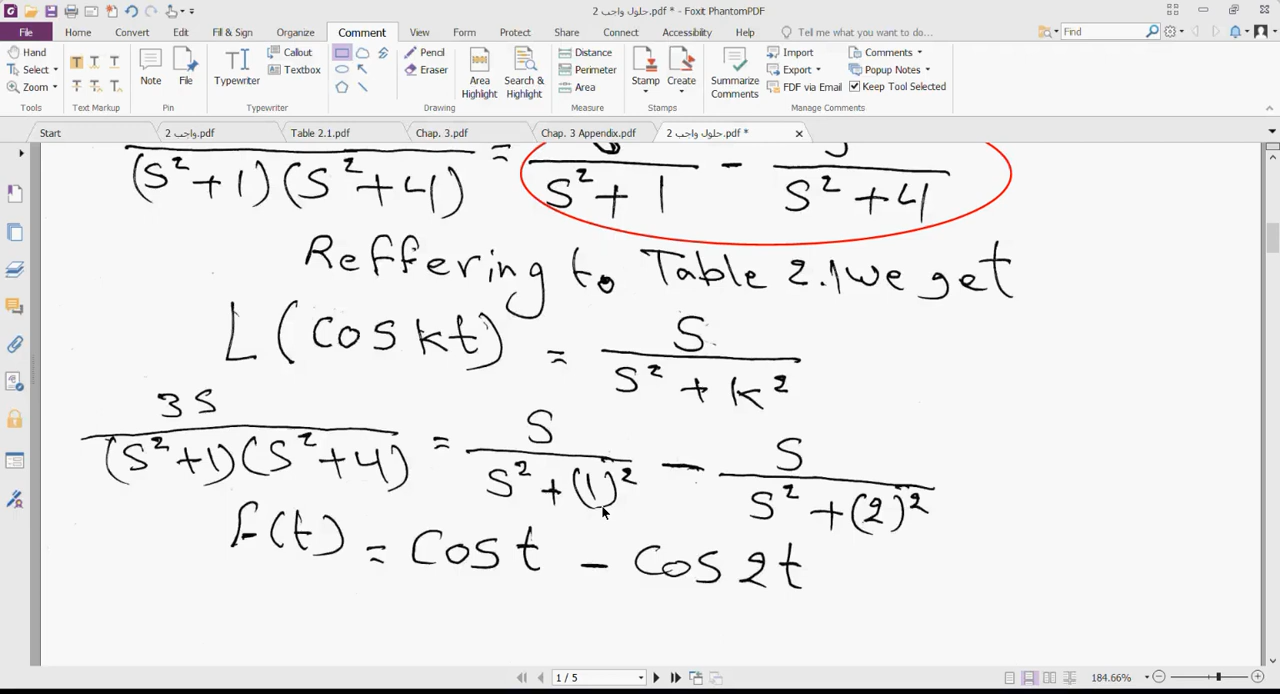 حلول واجب 2.pdf * - Foxit PhantomPDF
File Home Convert Edit Fill & Sign Organize Comment View Form Protect Share Connect Accessibility Help Tell me what you want to do... Find
Hand Select Zoom Tools
Text Markup
Note File Pin
Typewriter Callout Textbox Typewriter
Pencil Eraser Drawing
Area Highlight Search & Highlight
Distance Perimeter Area Measure
Stamp Create Stamps
Summarize Comments Import Export FDF via Email Comments Popup Notes Keep Tool Selected Manage Comments
Start واجب 2.pdf Table 2.1.pdf Chap. 3.pdf Chap. 3 Appendx.pdf حلول واجب 2.pdf *
(S²+1)(S²+4) = S²+1 - S²+4
Reffering to Table 2.1 we get
L(cos kt) = S / S² + k²
3S / (S²+1)(S²+4) = S / S² + (1)² - S / S² + (2)²
f(t) = cos t - cos 2t
1 / 5 184.66%